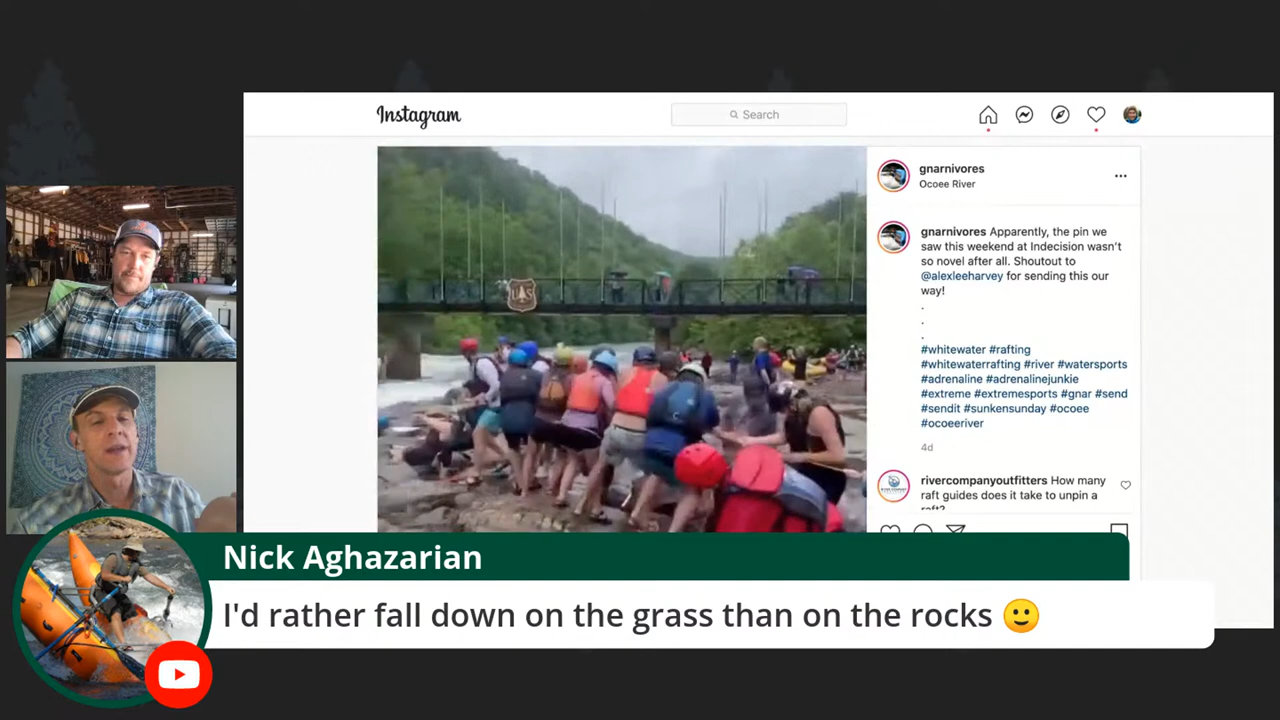 Instagram
Search
gnarnivores
Ocoee River
gnarnivores Apparently, the pin we
saw this weekend at Indecision wasn't
so novel after all. Shoutout to
@alexleeharvey for sending this our
way!
.
.
.
#whitewater #rafting
#whitewaterrafting #river #watersports
#adrenaline #adrenalinejunkie
#extreme #extremesports #gnar #send
#sendit #sunkensunday #ocoee
#ocoeeriver
4d
rivercompanyoutfitters How many
raft guides does it take to unpin a
raft?
U S
Nick Aghazarian
I'd rather fall down on the grass than on the rocks 🙂